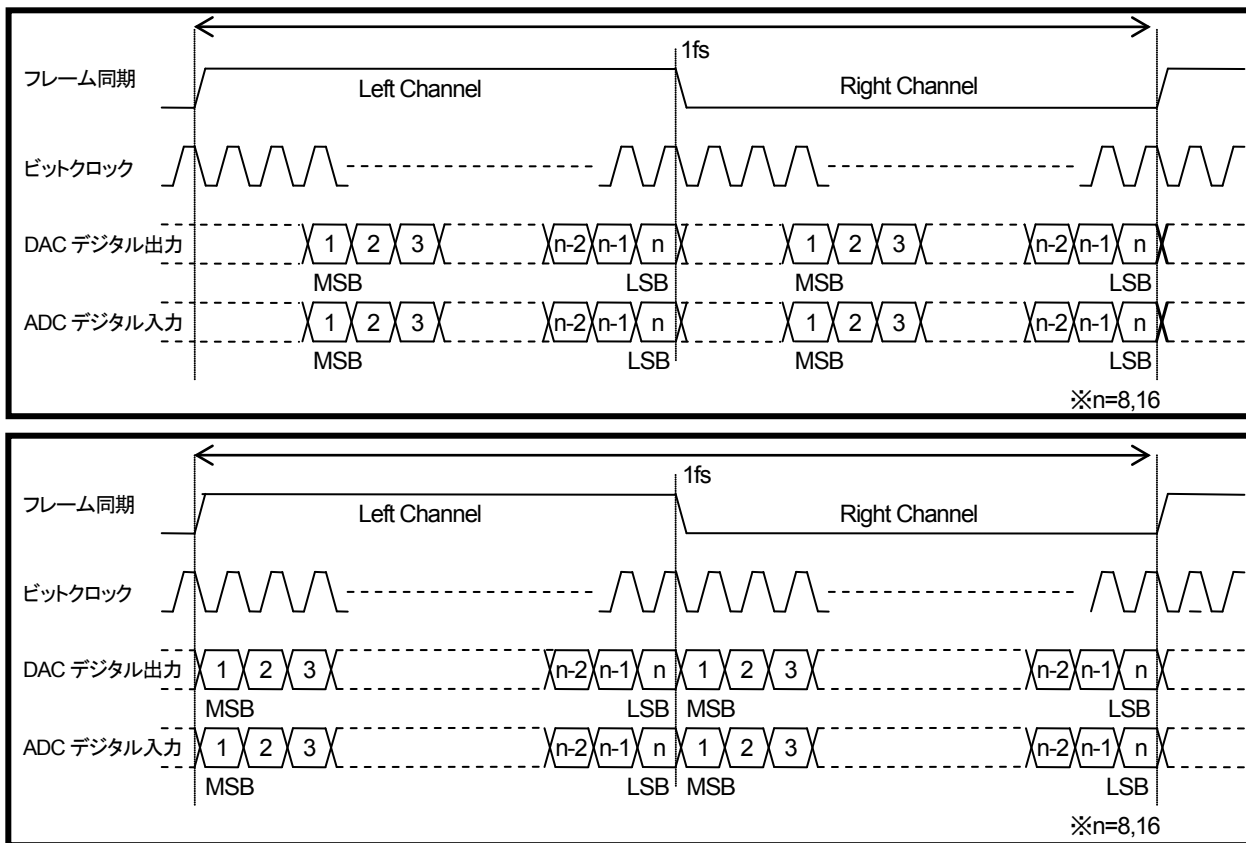 1fs
フレーム同期 Left Channel Right Channel
ビットクロック
DAC デジタル出力 1 2 3 n-2 n-1 n 1 2 3 n-2 n-1 n
MSB LSB MSB LSB
ADC デジタル入力 1 2 3 n-2 n-1 n 1 2 3 n-2 n-1 n
MSB LSB MSB LSB
※n=8,16
1fs
フレーム同期 Left Channel Right Channel
ビットクロック
DAC デジタル出力 1 2 3 n-2 n-1 n 1 2 3 n-2 n-1 n
MSB LSB MSB LSB
ADC デジタル入力 1 2 3 n-2 n-1 n 1 2 3 n-2 n-1 n
MSB LSB MSB LSB
※n=8,16